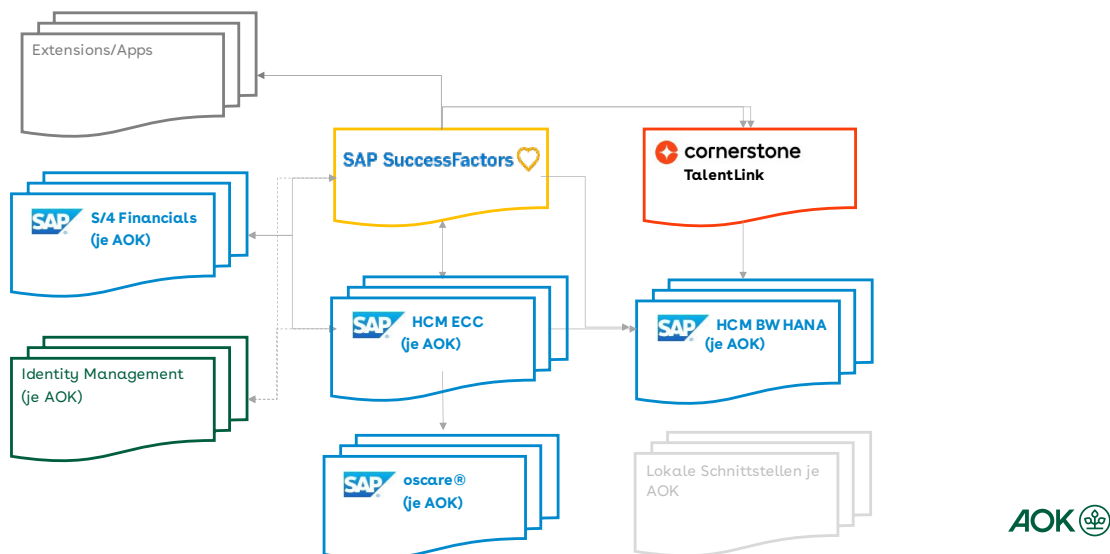 Extensions/Apps
SAP SuccessFactors
cornerstone
TalentLink
SAP S/4 Financials
(je AOK)
SAP HCM ECC
(je AOK)
SAP HCM BW HANA
(je AOK)
Identity Management
(je AOK)
SAP oscare®
(je AOK)
Lokale Schnittstellen je
AOK
AOK